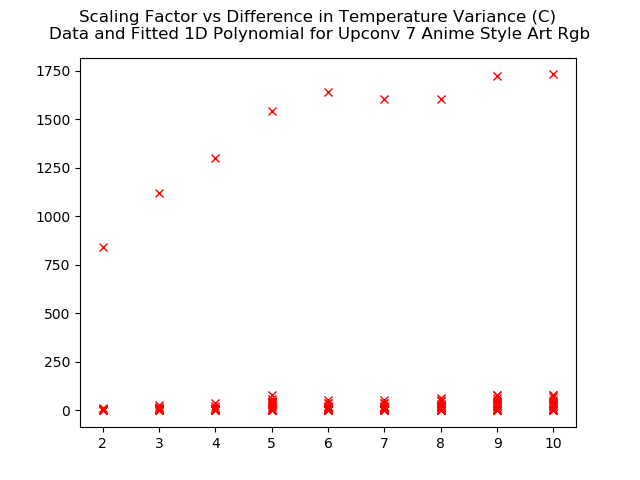 Scaling Factor vs Difference in Temperature Variance (C)
Data and Fitted 1D Polynomial for Upconv 7 Anime Style Art Rgb
1750
1500
1250
1000
750
500
250
0
2 3 4 5 6 7 8 9 10